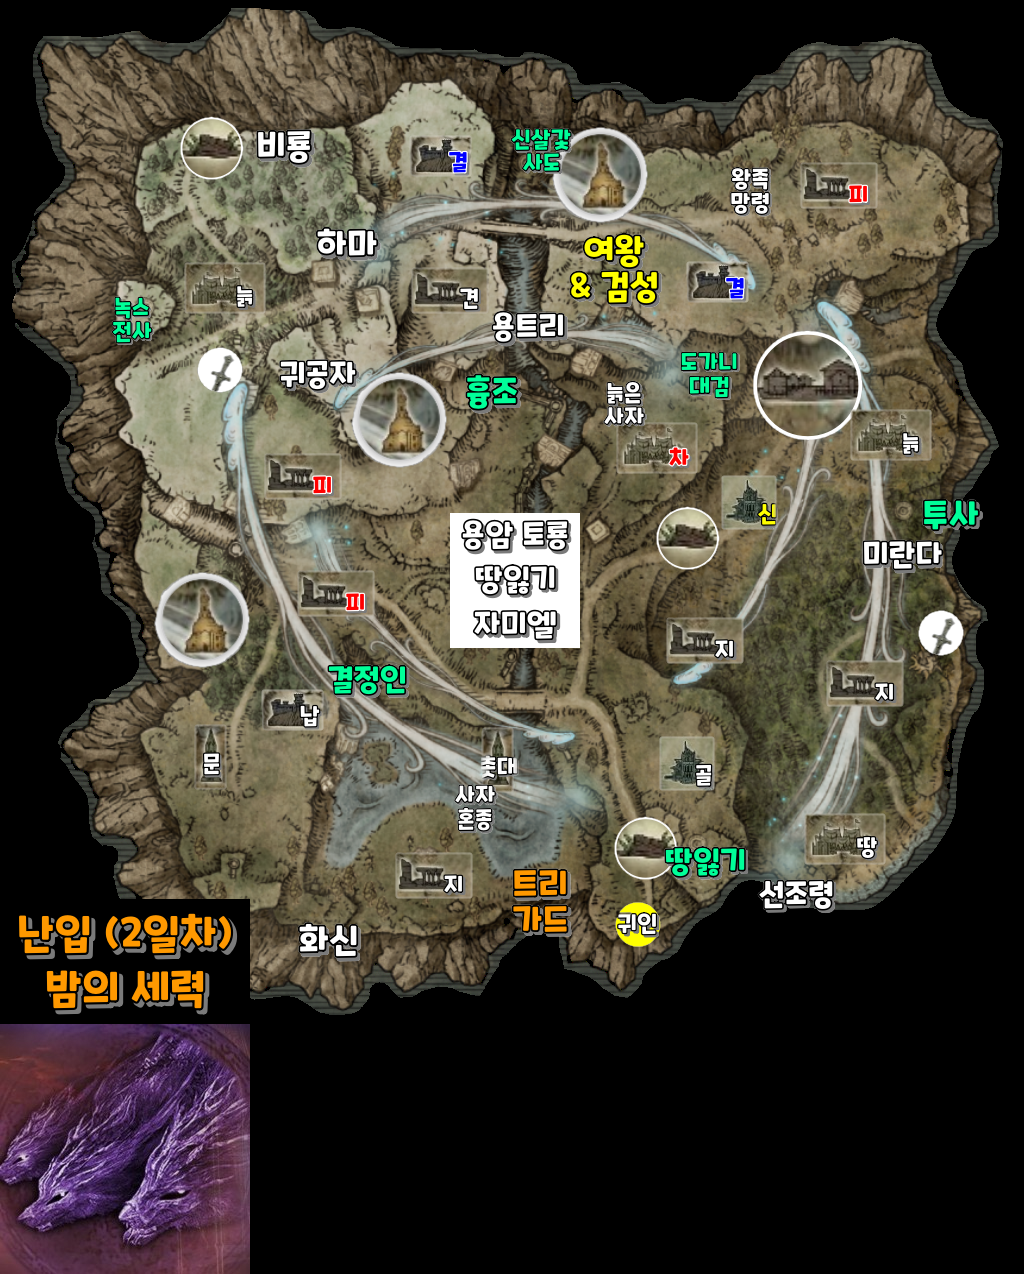 비룡
결
신살갗
사도
왕족
망령
피
하마
여왕
& 검성
늙
견
결
녹스
전사
용트리
귀공자
흉조
도가니
대검
늙은
사자
차
늙
피
신
투사
용암 토룡
땅잃기
자미엘
미란다
피
지
지
결정인
납
문
촛대
골
사자
혼종
땅
땅잃기
지
트리
가드
선조령
귀인
화신
난입 (2일차)
밤의 세력